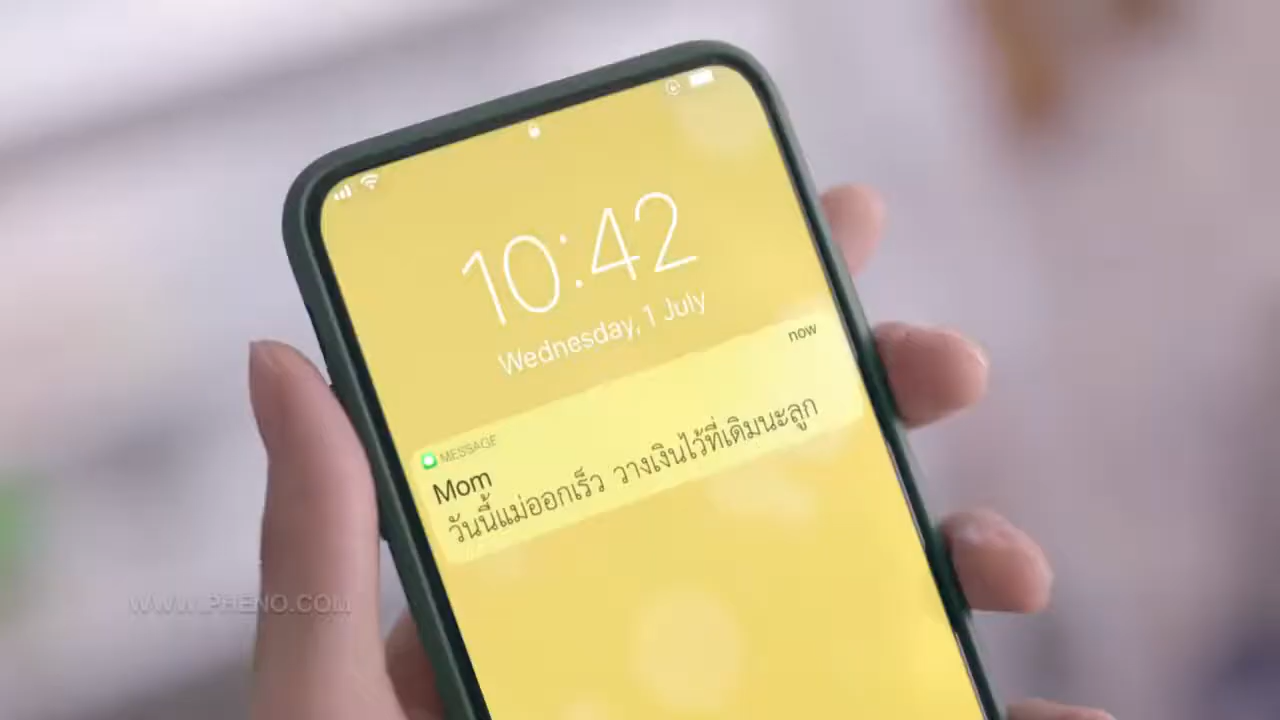 10:42
Wednesday, 1 July
now
MESSAGE
Mom
วันนี้แม่ออกเร็ว วางเงินไว้ที่เดิมนะลูก
WWW.PHENO.COM